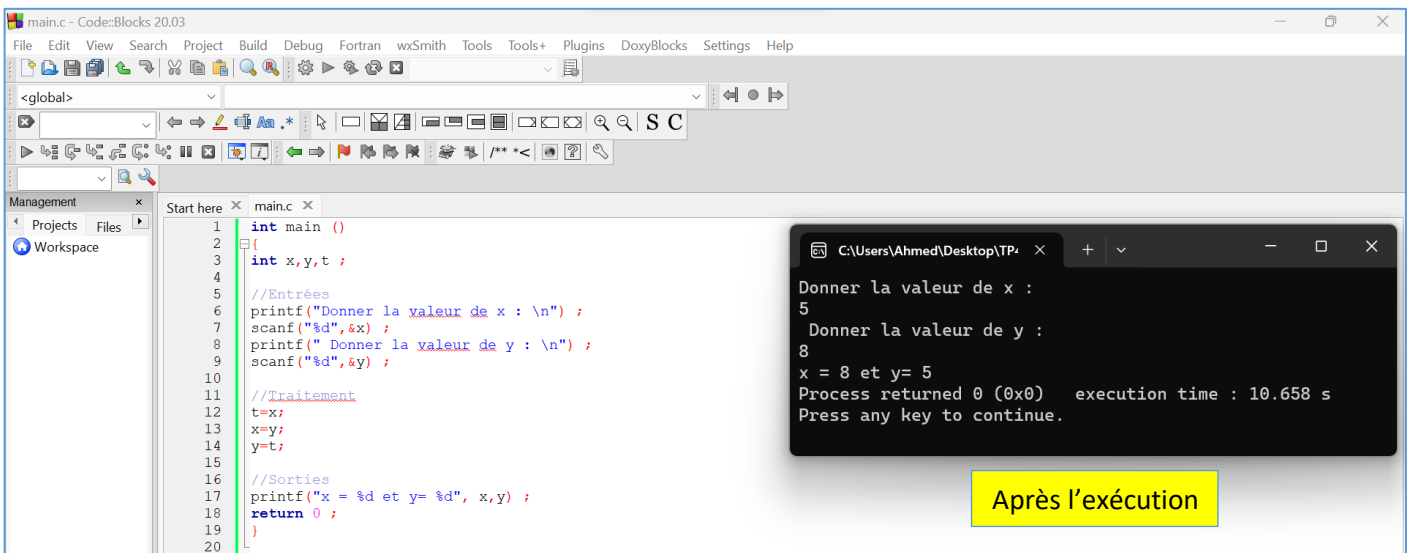 main.c - Code::Blocks 20.03
File Edit View Search Project Build Debug Fortran wxSmith Tools Tools+ Plugins DoxyBlocks Settings Help
<global>
Aa .* S C
/** *<
Management ×
Projects Files
Workspace
Start here × main.c ×
1 int main ()
2 {
3 int x,y,t ;
4
5 //Entrées
6 printf("Donner la valeur de x : \n") ;
7 scanf("%d",&x) ;
8 printf(" Donner la valeur de y : \n") ;
9 scanf("%d",&y) ;
10
11 //Traitement
12 t=x;
13 x=y;
14 y=t;
15
16 //Sorties
17 printf("x = %d et y= %d", x,y) ;
18 return 0 ;
19 }
20
C:\Users\Ahmed\Desktop\TP4
Donner la valeur de x :
5
Donner la valeur de y :
8
x = 8 et y= 5
Process returned 0 (0x0) execution time : 10.658 s
Press any key to continue.
Après l'exécution